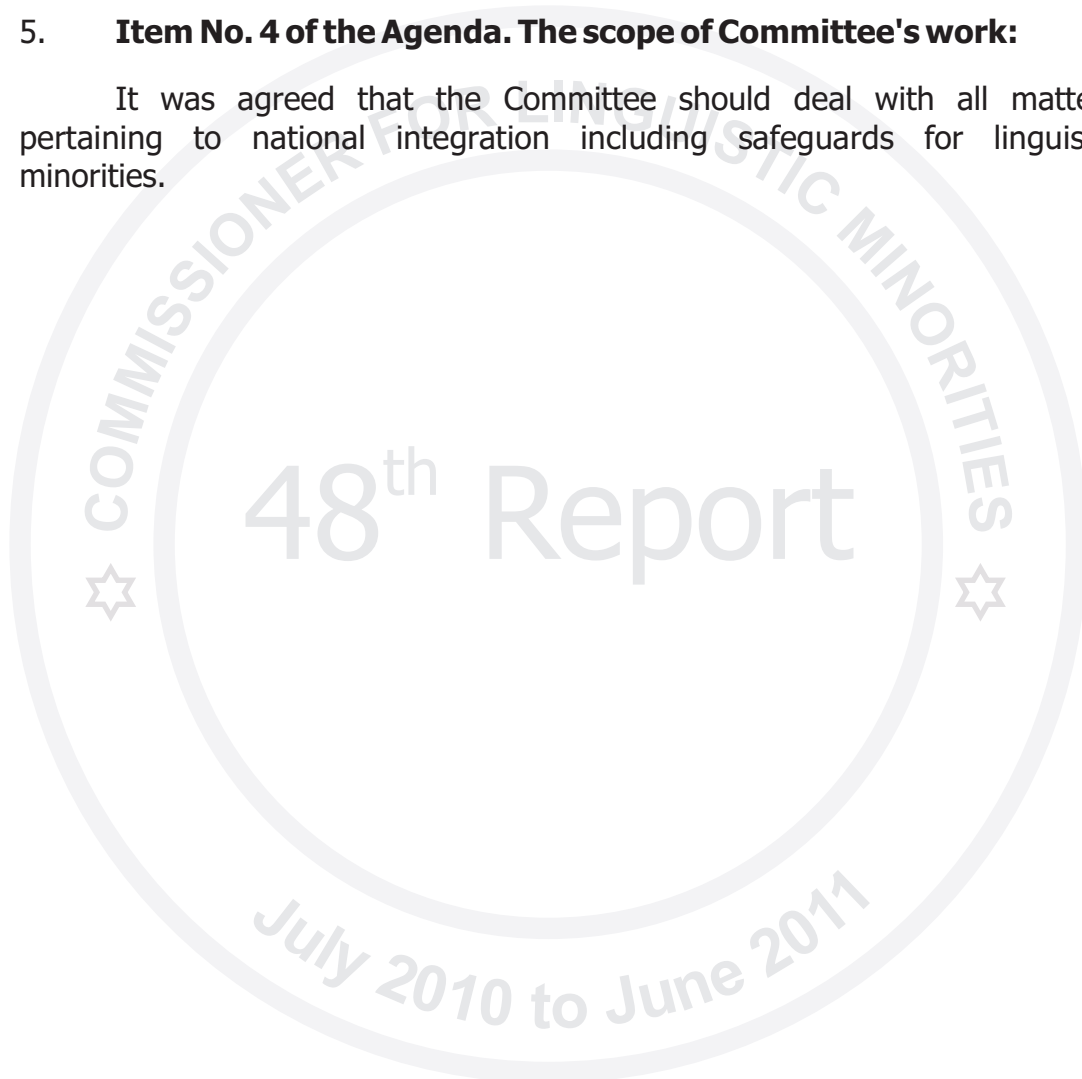 5. Item No. 4 of the Agenda. The scope of Committee's work:
It was agreed that the Committee should deal with all matte
pertaining to national integration including safeguards for linguis
minorities.
COMMISSIONER FOR LINGUISTIC MINORITIES
48th Report
July 2010 to June 2011